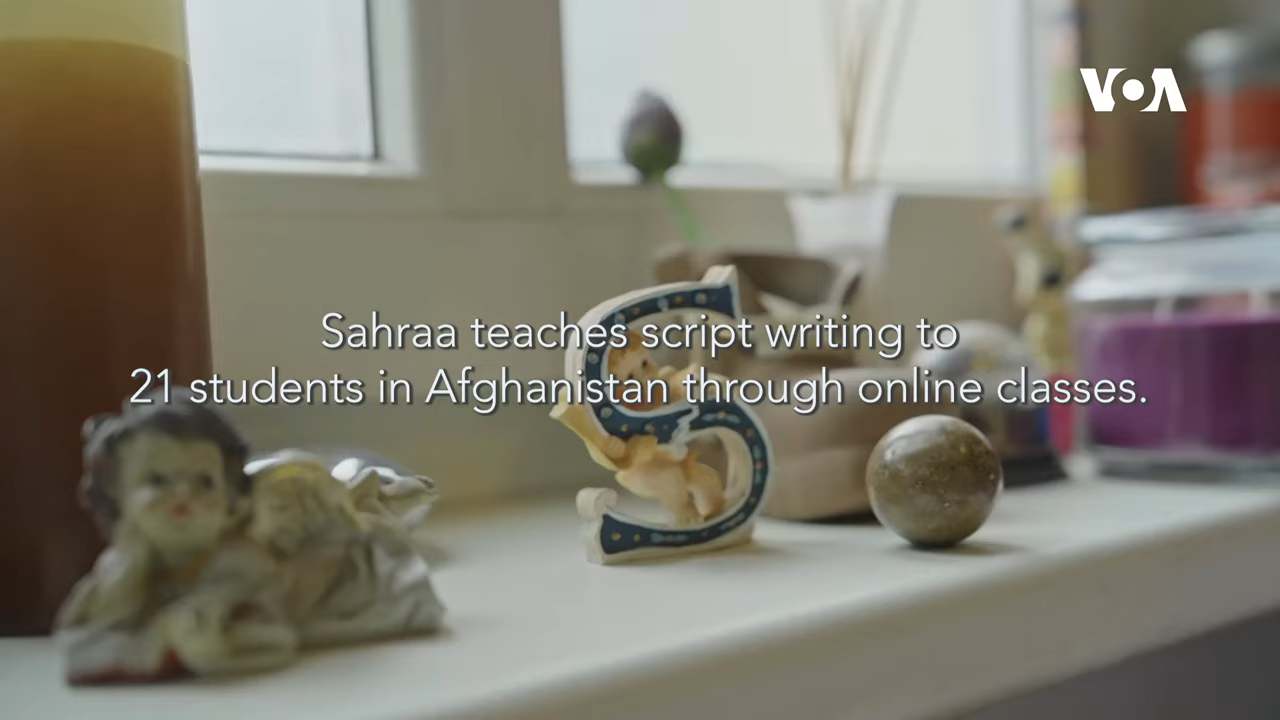 VOA
Sahraa teaches script writing to
21 students in Afghanistan through online classes.
S